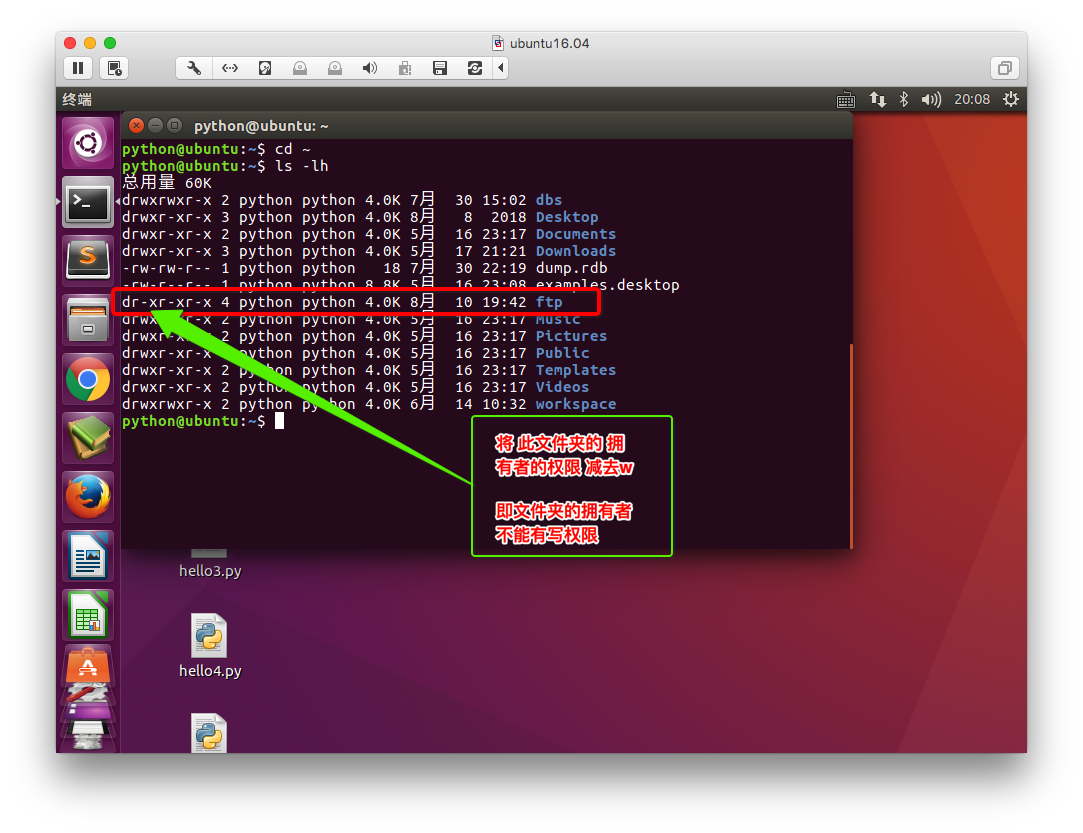 ubuntu16.04
终端
20:08
python@ubuntu: ~
python@ubuntu:~$ cd ~
python@ubuntu:~$ ls -lh
总用量 60K
drwxrwxr-x 2 python python 4.0K 7月  30 15:02 dbs
drwxr-xr-x 3 python python 4.0K 8月   8  2018 Desktop
drwxr-xr-x 2 python python 4.0K 5月  16 23:17 Documents
drwxr-xr-x 3 python python 4.0K 5月  17 21:21 Downloads
-rw-rw-r-- 1 python python   18 7月  30 22:19 dump.rdb
-rw-r--r-- 1 python python 8.8K 5月  16 23:08 examples.desktop
dr-xr-xr-x 4 python python 4.0K 8月  10 19:42 ftp
drwxr-xr-x 2 python python 4.0K 5月  16 23:17 Music
drwxr-xr-x 2 python python 4.0K 5月  16 23:17 Pictures
drwxr-xr-x 2 python python 4.0K 5月  16 23:17 Public
drwxr-xr-x 2 python python 4.0K 5月  16 23:17 Templates
drwxr-xr-x 2 python python 4.0K 5月  16 23:17 Videos
drwxrwxr-x 2 python python 4.0K 6月  14 10:32 workspace
python@ubuntu:~$
将 此文件夹的 拥
有者的权限 减去w
即文件夹的拥有者
不能有写权限
hello3.py
hello4.py